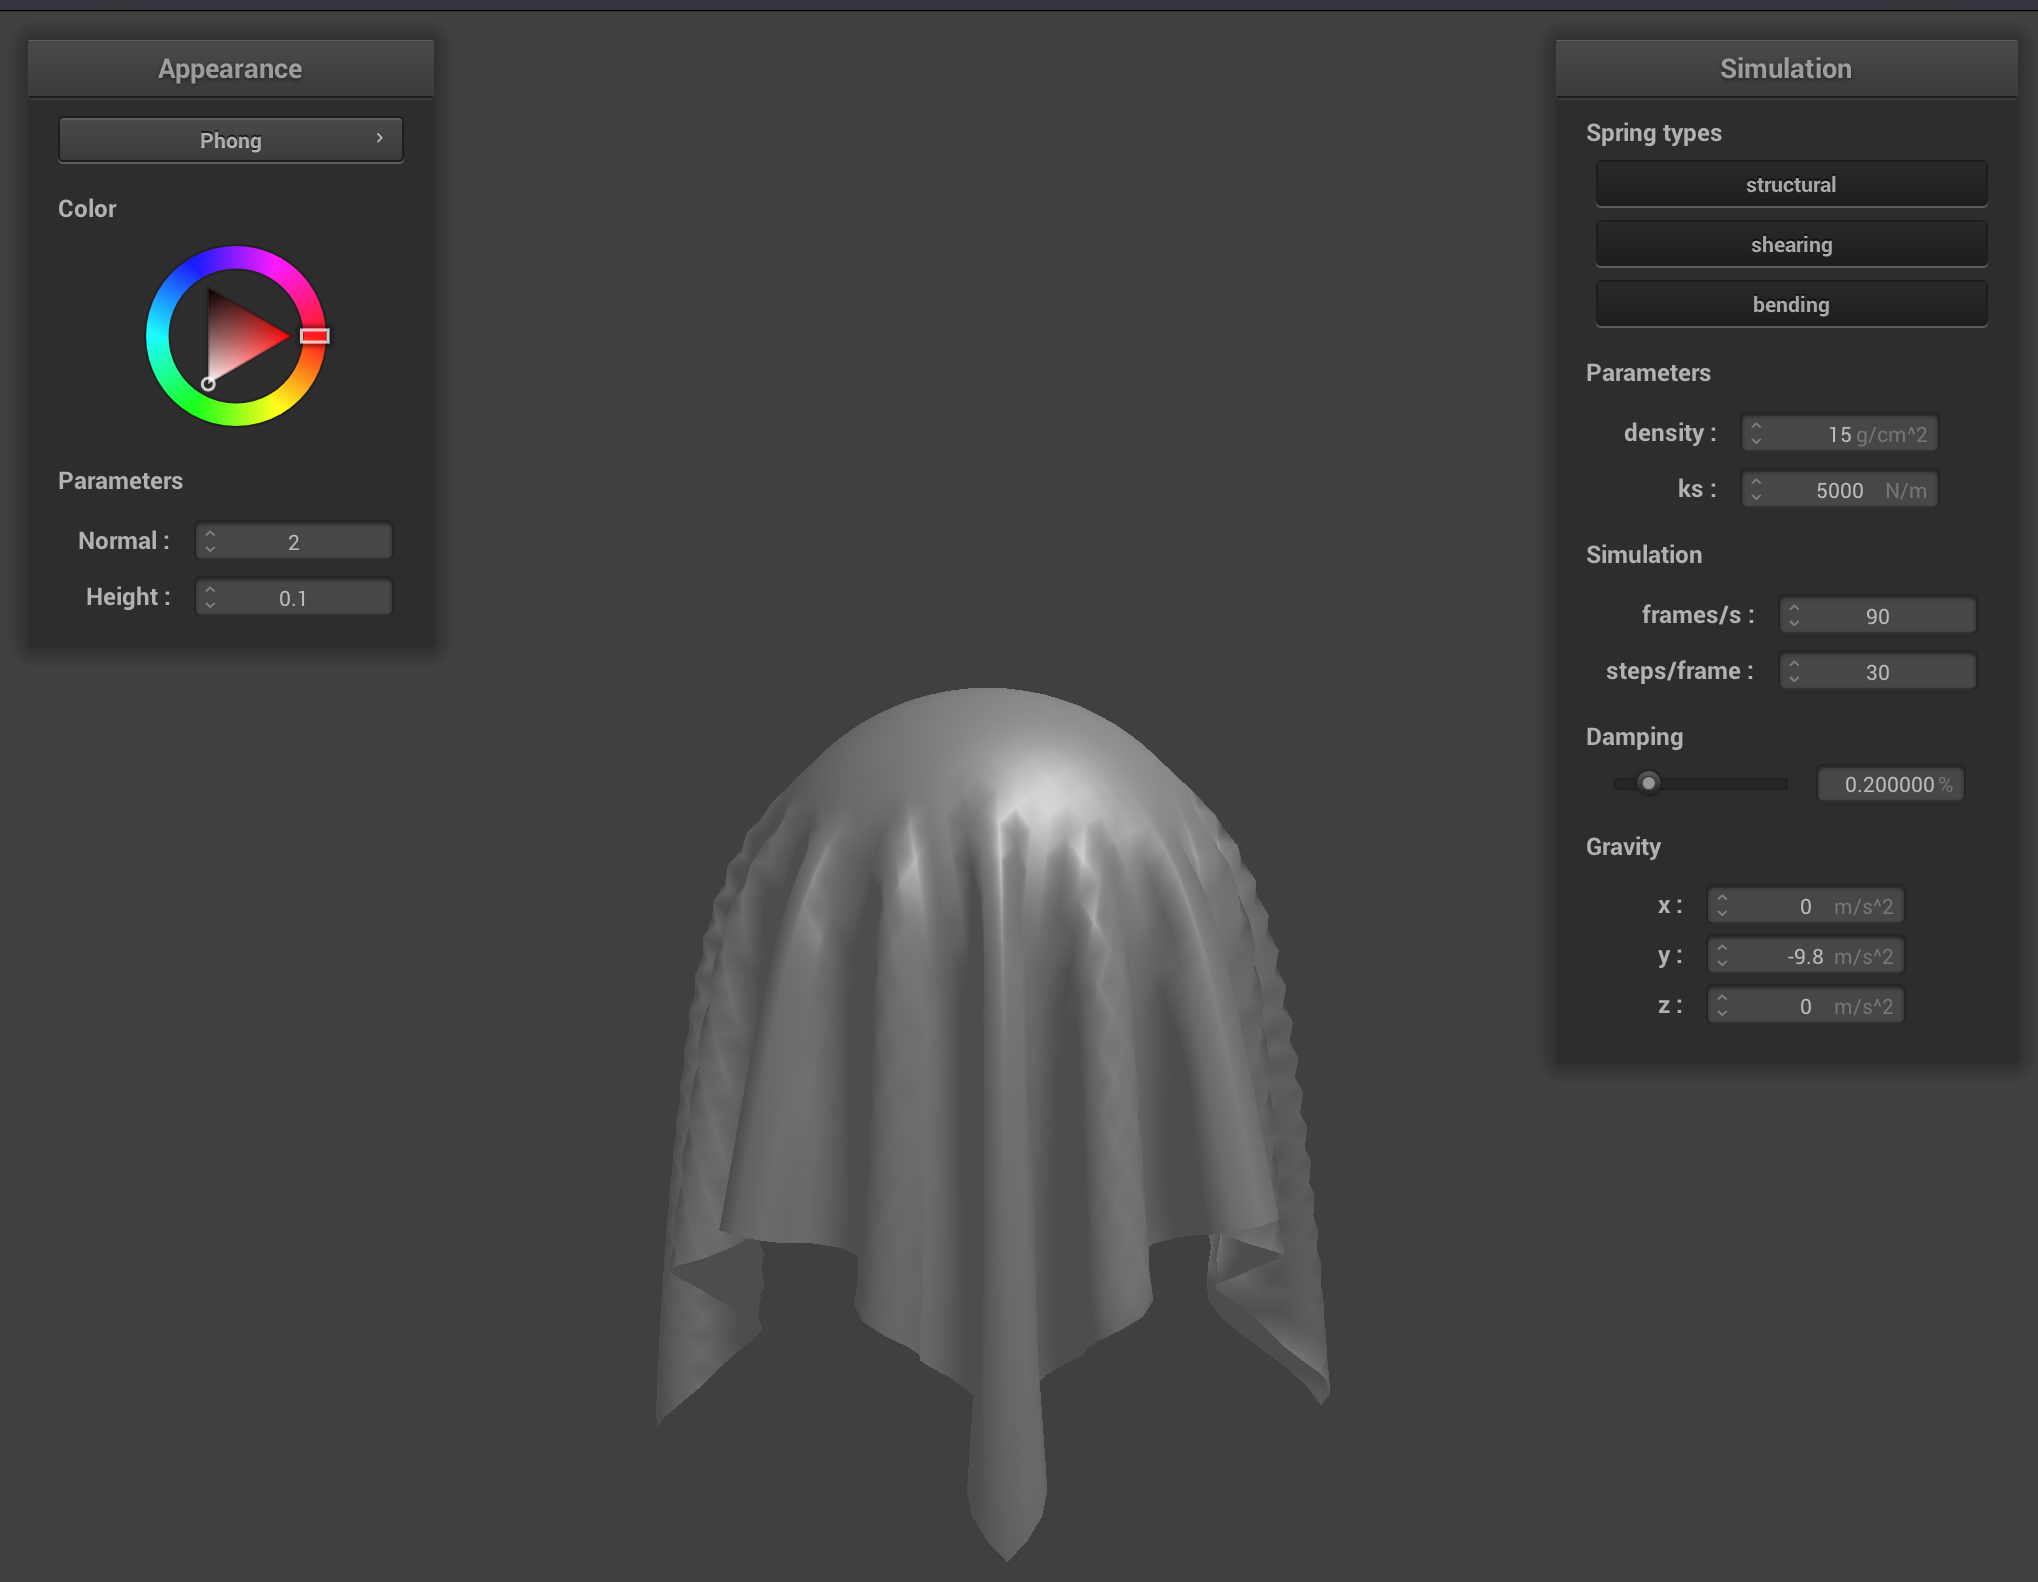 Appearance
Phong
Color
Parameters
Normal : 2
Height : 0.1
Simulation
Spring types
structural
shearing
bending
Parameters
density : 15 g/cm^2
ks : 5000 N/m
Simulation
frames/s : 90
steps/frame : 30
Damping
0.200000 %
Gravity
x : 0 m/s^2
y : -9.8 m/s^2
z : 0 m/s^2